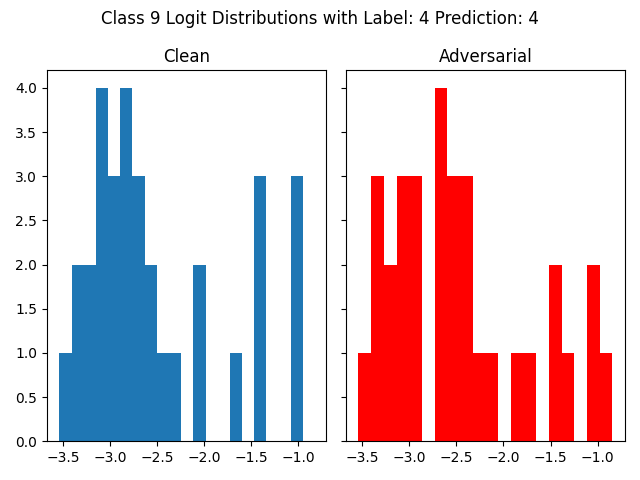 Class 9 Logit Distributions with Label: 4 Prediction: 4
Clean
Adversarial
4.0
3.5
3.0
2.5
2.0
1.5
1.0
0.5
0.0
−3.5 −3.0 −2.5 −2.0 −1.5 −1.0
−3.5 −3.0 −2.5 −2.0 −1.5 −1.0